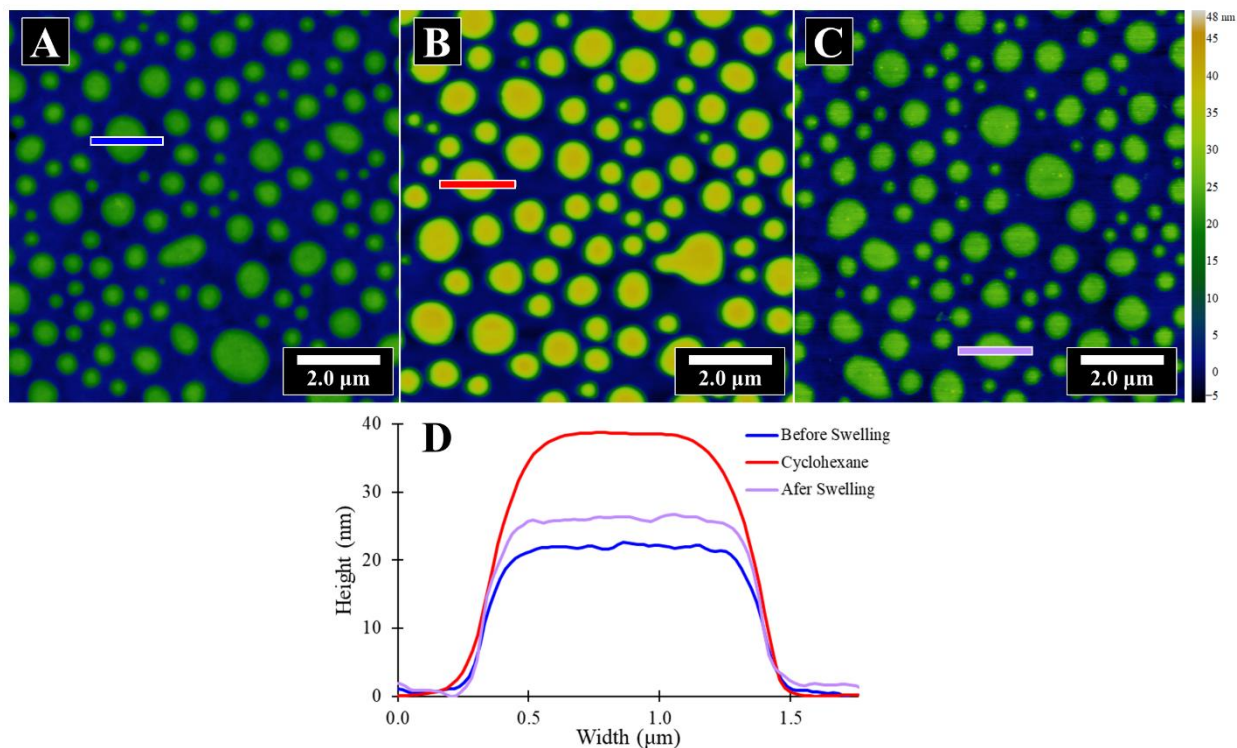 A
B
C
2.0 μm
2.0 μm
2.0 μm
48 nm
40
35
30
25
20
15
10
5
0
−5
D
Before Swelling
Cyclohexane
Afer Swelling
40
30
20
10
0
Height (nm)
0.0 0.5 1.0 1.5
Width (μm)